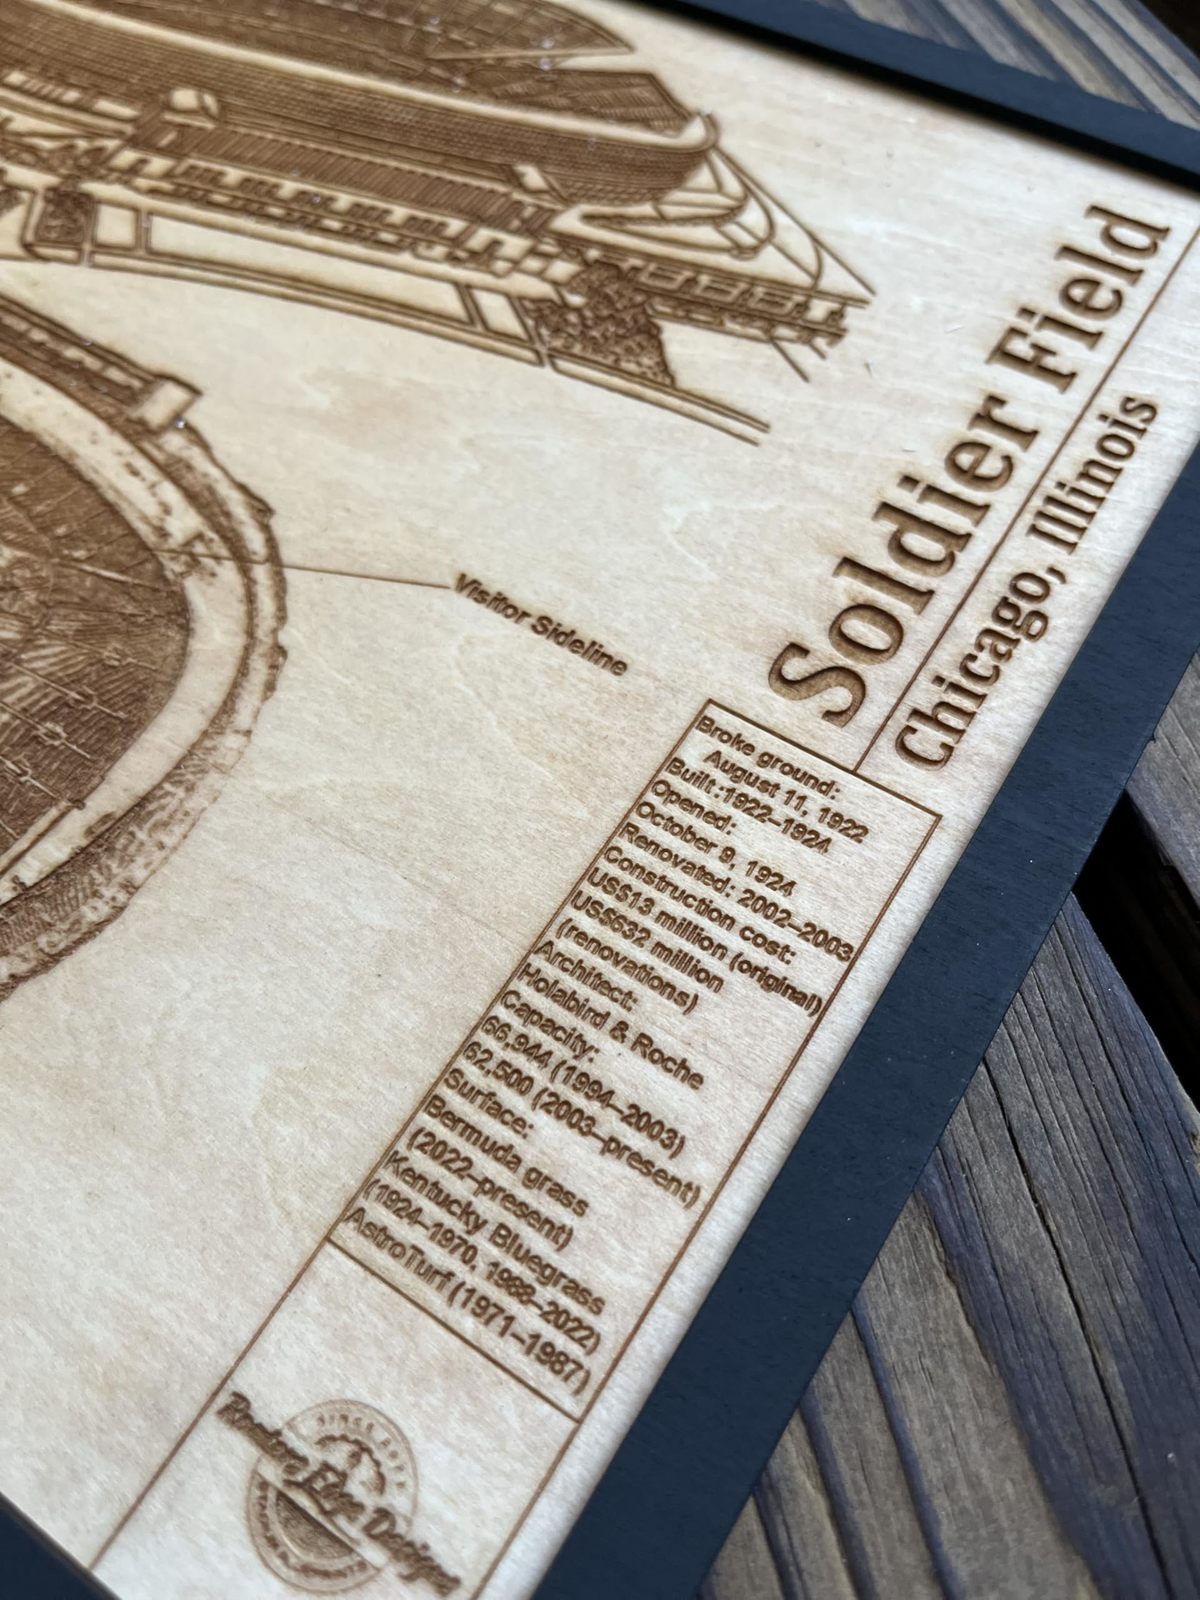 Soldier Field
Chicago, Illinois
Visitor Sideline
Broke ground:
August 11, 1922
Built :1922–1924
Opened:
October 9, 1924
Renovated: 2002–2003
Construction cost:
US$13 million (original)
US$632 million
(renovations)
Architect:
Holabird & Roche
Capacity:
66,944 (1994–2003)
62,500 (2003–present)
Surface:
Bermuda grass
(2022–present)
Kentucky Bluegrass
(1924–1970, 1988–2022)
AstroTurf (1971–1987)
SINCE
Edge Design